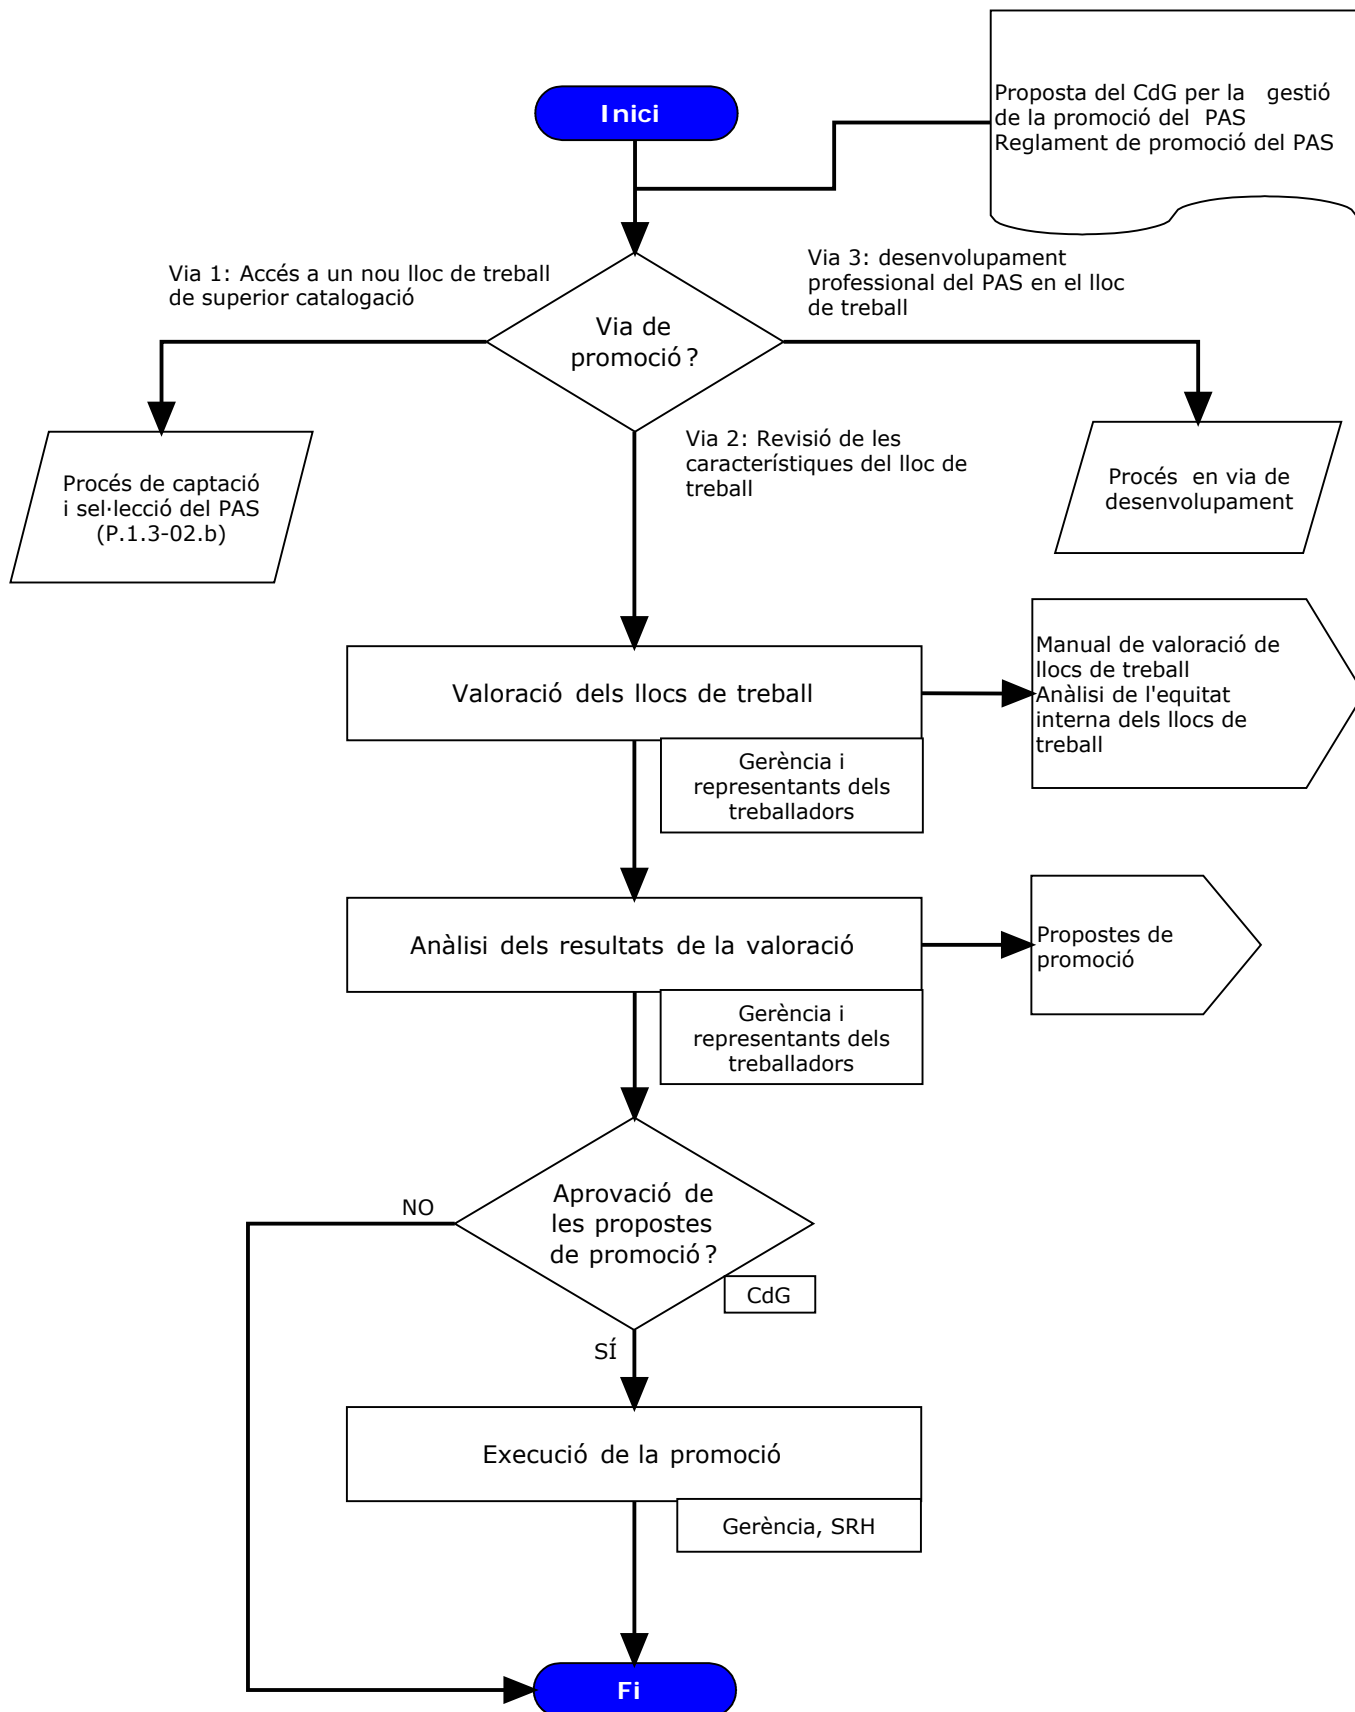 Inici
Proposta del CdG per la gestió
de la promoció del PAS
Reglament de promoció del PAS
Via 1: Accés a un nou lloc de treball
de superior catalogació
Via 3: desenvolupament
professional del PAS en el lloc
de treball
Via de
promoció?
Via 2: Revisió de les
característiques del lloc de
treball
Procés de captació
i sel·lecció del PAS
(P.1.3-02.b)
Procés en via de
desenvolupament
Valoració dels llocs de treball
Manual de valoració de
llocs de treball
Anàlisi de l'equitat
interna dels llocs de
treball
Gerència i
representants dels
treballadors
Anàlisi dels resultats de la valoració
Propostes de
promoció
Gerència i
representants dels
treballadors
Aprovació de
les propostes
de promoció?
NO
CdG
SÍ
Execució de la promoció
Gerència, SRH
Fi